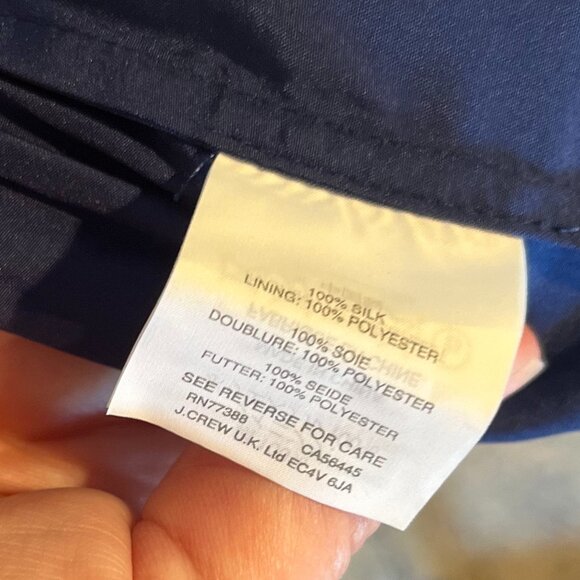 100% SILK
LINING: 100% POLYESTER
100% SOIE
DOUBLURE: 100% POLYESTER
100% SEIDE
FUTTER: 100% POLYESTER
SEE REVERSE FOR CARE
RN77388 CA56445
J.CREW U.K. Ltd EC4V 6JA